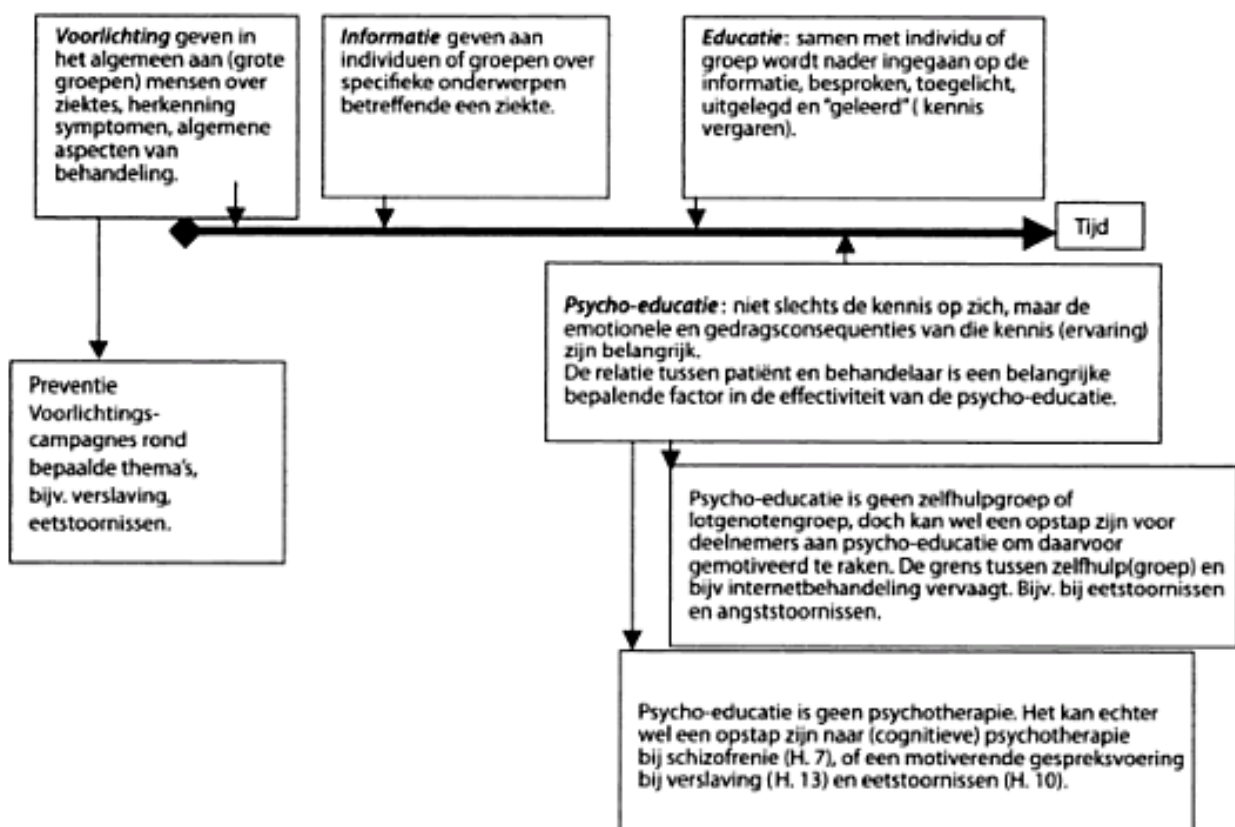 Voorlichting geven in
het algemeen aan (grote
groepen) mensen over
ziektes, herkenning
symptomen, algemene
aspecten van
behandeling.
Informatie geven aan
individuen of groepen over
specifieke onderwerpen
betreffende een ziekte.
Educatie: samen met individu of
groep wordt nader ingegaan op de
informatie, besproken, toegelicht,
uitgelegd en "geleerd" ( kennis
vergaren).
Tijd
Psycho-educatie: niet slechts de kennis op zich, maar de
emotionele en gedragsconsequenties van die kennis (ervaring)
zijn belangrijk.
De relatie tussen patiënt en behandelaar is een belangrijke
bepalende factor in de effectiviteit van de psycho-educatie.
Preventie
Voorlichtings-
campagnes rond
bepaalde thema's,
bijv. verslaving,
eetstoornissen.
Psycho-educatie is geen zelfhulpgroep of
lotgenotengroep, doch kan wel een opstap zijn voor
deelnemers aan psycho-educatie om daarvoor
gemotiveerd te raken. De grens tussen zelfhulp(groep) en
bijv internetbehandeling vervaagt. Bijv. bij eetstoornissen
en angststoornissen.
Psycho-educatie is geen psychotherapie. Het kan echter
wel een opstap zijn naar (cognitieve) psychotherapie
bij schizofrenie (H. 7), of een motiverende gespreksvoering
bij verslaving (H. 13) en eetstoornissen (H. 10).